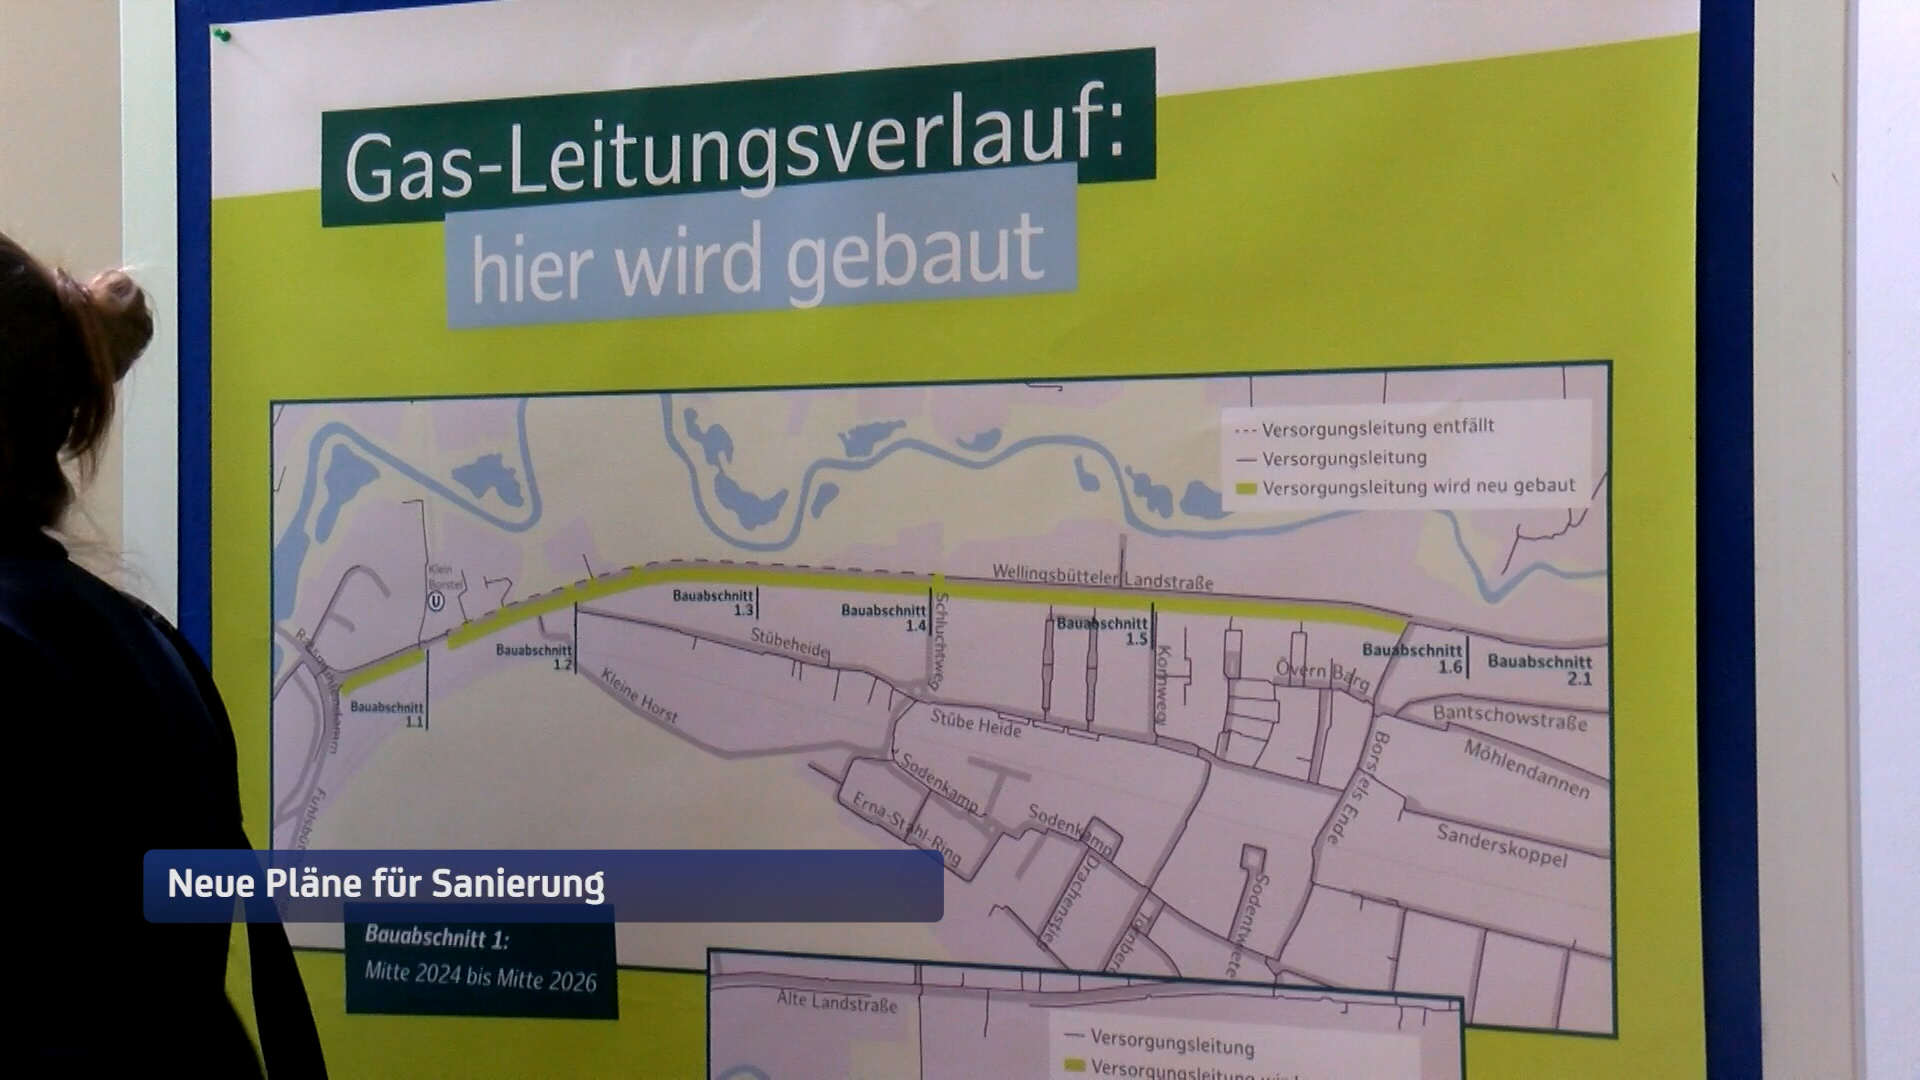 Gas-Leitungsverlauf:
hier wird gebaut
Versorgungsleitung entfällt
Versorgungsleitung
Versorgungsleitung wird neu gebaut
Klein
Borstel
U
Wellingsbütteler Landstraße
Bauabschnitt
1.1
Bauabschnitt
1.2
Bauabschnitt
1.3
Bauabschnitt
1.4
Bauabschnitt
1.5
Bauabschnitt
1.6
Bauabschnitt
2.1
Schluchtweg
Stübeheide
Kleine Horst
Kornweg
Övern Barg
Stübe Heide
Bantschowstraße
Möhlendannen
Borstels Ende
Sodenkamp
Erna-Stahl-Ring
Sodenkamp
Sanderskoppel
Drachenstieg
Sodentwiete
Neue Pläne für Sanierung
Bauabschnitt 1:
Mitte 2024 bis Mitte 2026
Alte Landstraße
Versorgungsleitung
Versorgungsleitung